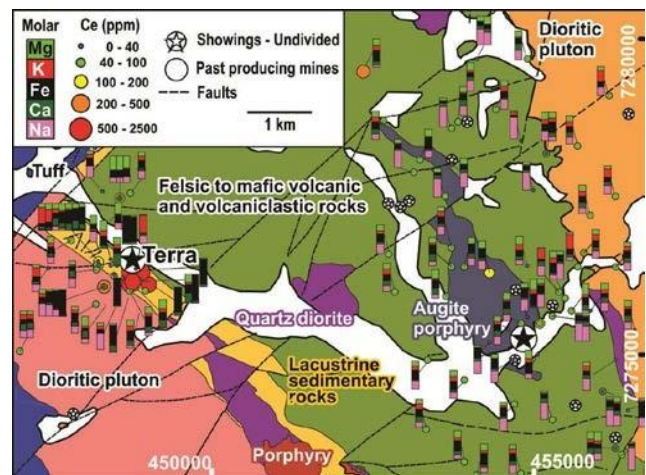 Molar
Mg
K
Fe
Ca
Na
Ce (ppm)
0 - 40
40 - 100
100 - 200
200 - 500
500 - 2500
Showings - Undivided
Past producing mines
Faults
1 km
Dioritic
pluton
7280000
Tuff
Felsic to mafic volcanic
and volcaniclastic rocks
Terra
Quartz diorite
Augite
porphyry
Lacustrine
sedimentary
rocks
Dioritic pluton
7275000
Porphyry
450000
455000